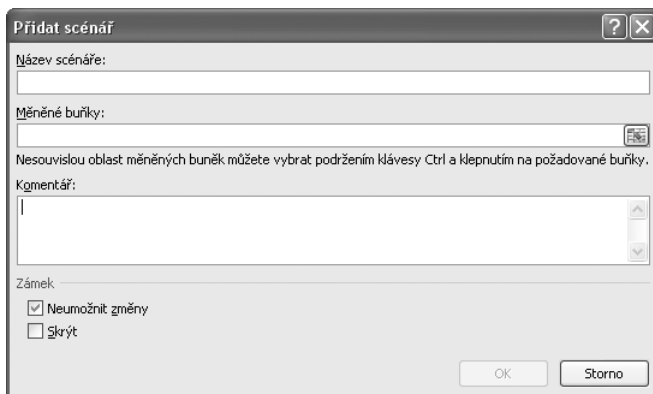 Přidat scénář
Název scénáře:
Měněné buňky:
Nesouvislou oblast měněných buněk můžete vybrat podržením klávesy Ctrl a klepnutím na požadované buňky.
Komentář:
Zámek
Neumožnit změny
Skrýt
OK Storno